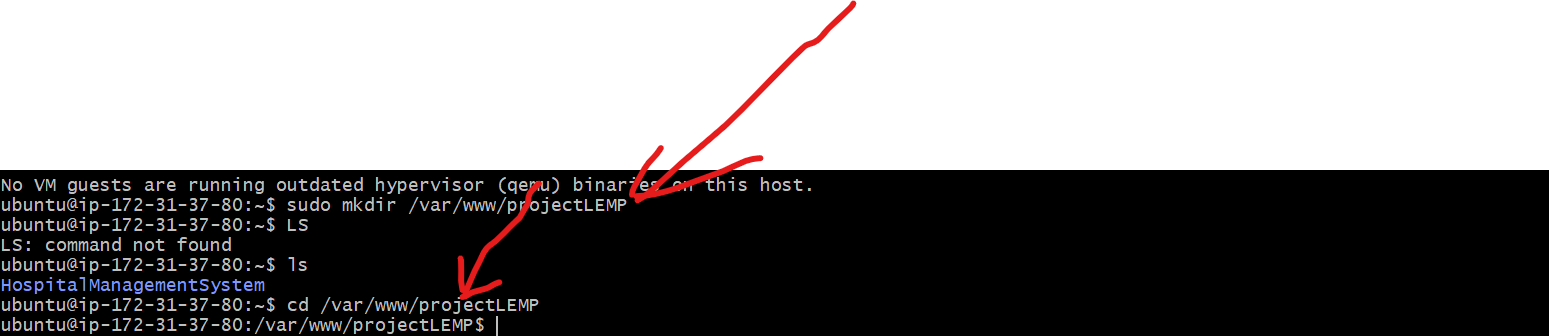 No VM guests are running outdated hypervisor (qemu) binaries on this host.
ubuntu@ip-172-31-37-80:~$ sudo mkdir /var/www/projectLEMP
ubuntu@ip-172-31-37-80:~$ LS
LS: command not found
ubuntu@ip-172-31-37-80:~$ ls
HospitalManagementSystem
ubuntu@ip-172-31-37-80:~$ cd /var/www/projectLEMP
ubuntu@ip-172-31-37-80:/var/www/projectLEMP$